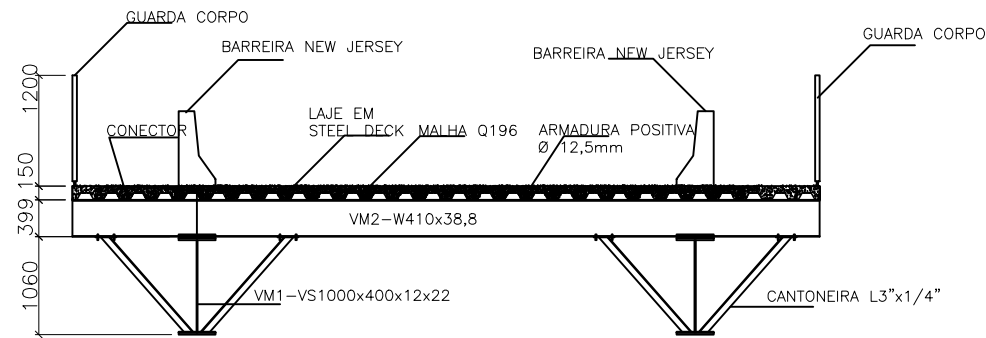 GUARDA CORPO
BARREIRA NEW JERSEY
BARREIRA NEW JERSEY
GUARDA CORPO
1200
CONECTOR
LAJE EM
STEEL DECK
MALHA Q196
ARMADURA POSITIVA
Ø 12,5mm
150
399
VM2-W410x38,8
1060
VM1-VS1000x400x12x22
CANTONEIRA L3"x1/4"